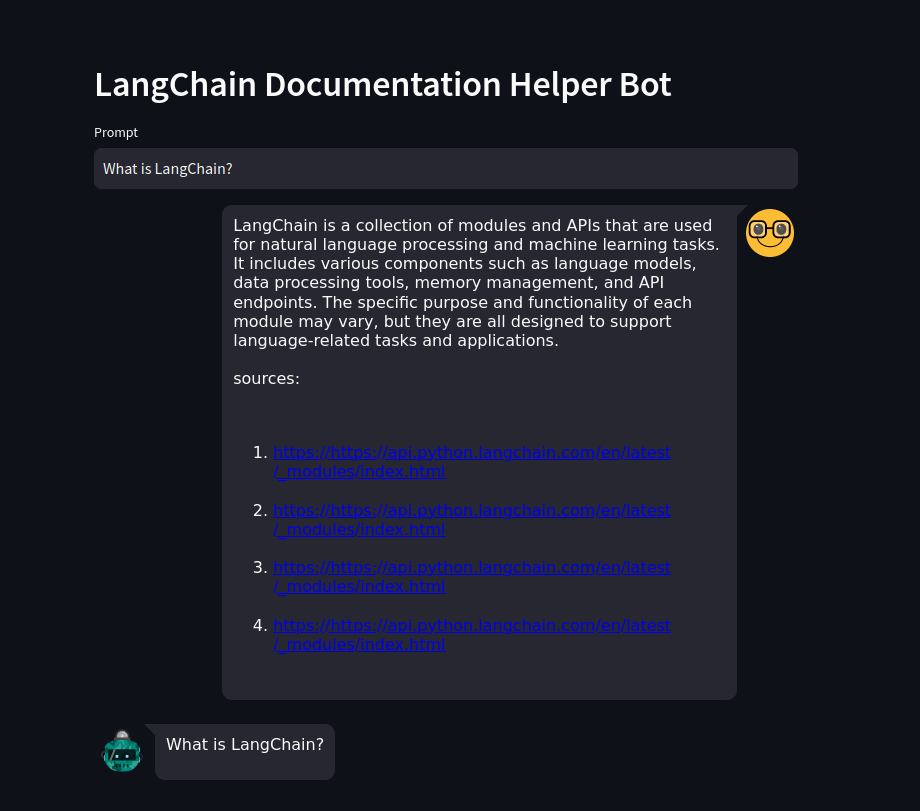 LangChain Documentation Helper Bot
Prompt
What is LangChain?
LangChain is a collection of modules and APIs that are used
for natural language processing and machine learning tasks.
It includes various components such as language models,
data processing tools, memory management, and API
endpoints. The specific purpose and functionality of each
module may vary, but they are all designed to support
language-related tasks and applications.
sources:
1. https://https://api.python.langchain.com/en/latest
/_modules/index.html
2. https://https://api.python.langchain.com/en/latest
/_modules/index.html
3. https://https://api.python.langchain.com/en/latest
/_modules/index.html
4. https://https://api.python.langchain.com/en/latest
/_modules/index.html
What is LangChain?